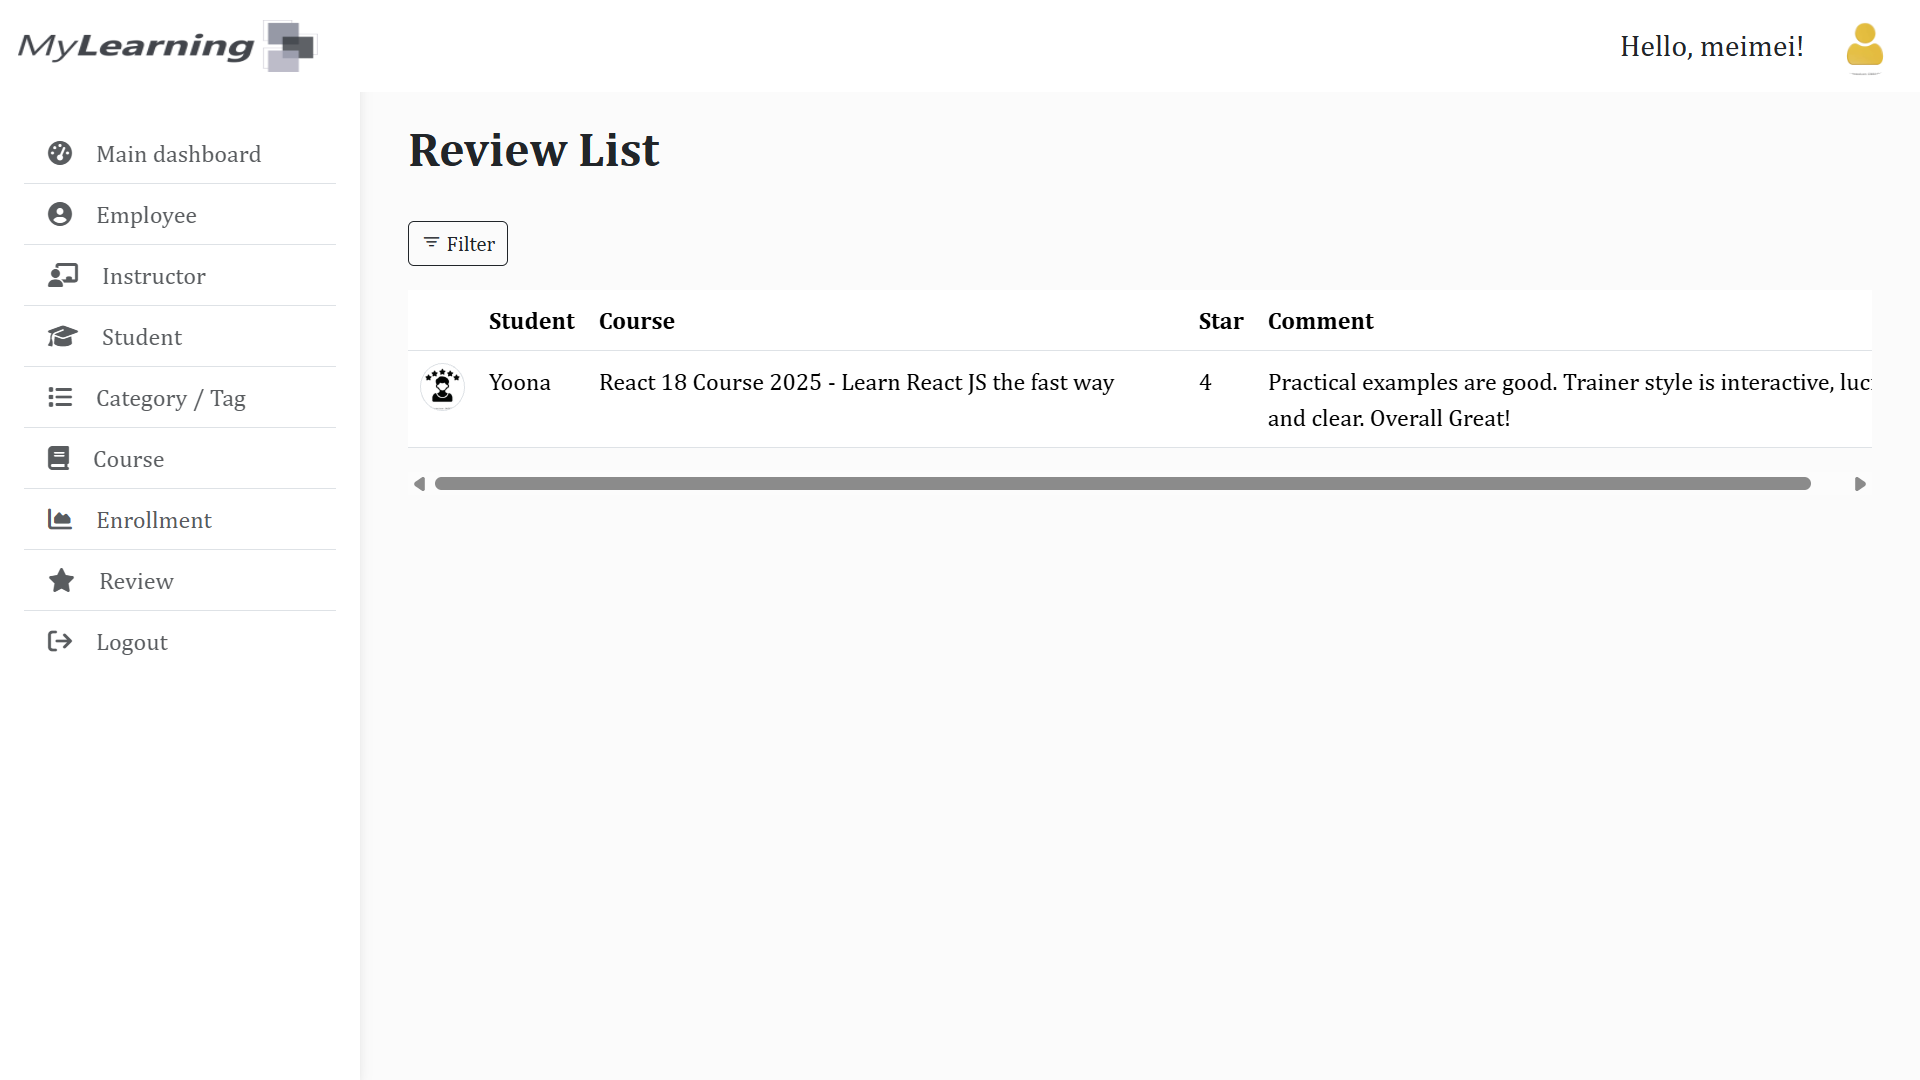 MyLearning
Hello, meimei!
Main dashboard
Employee
Instructor
Student
Category / Tag
Course
Enrollment
Review
Logout
Review List
Filter
Student Course Star Comment
Yoona React 18 Course 2025 - Learn React JS the fast way 4 Practical examples are good. Trainer style is interactive,
and clear. Overall Great!